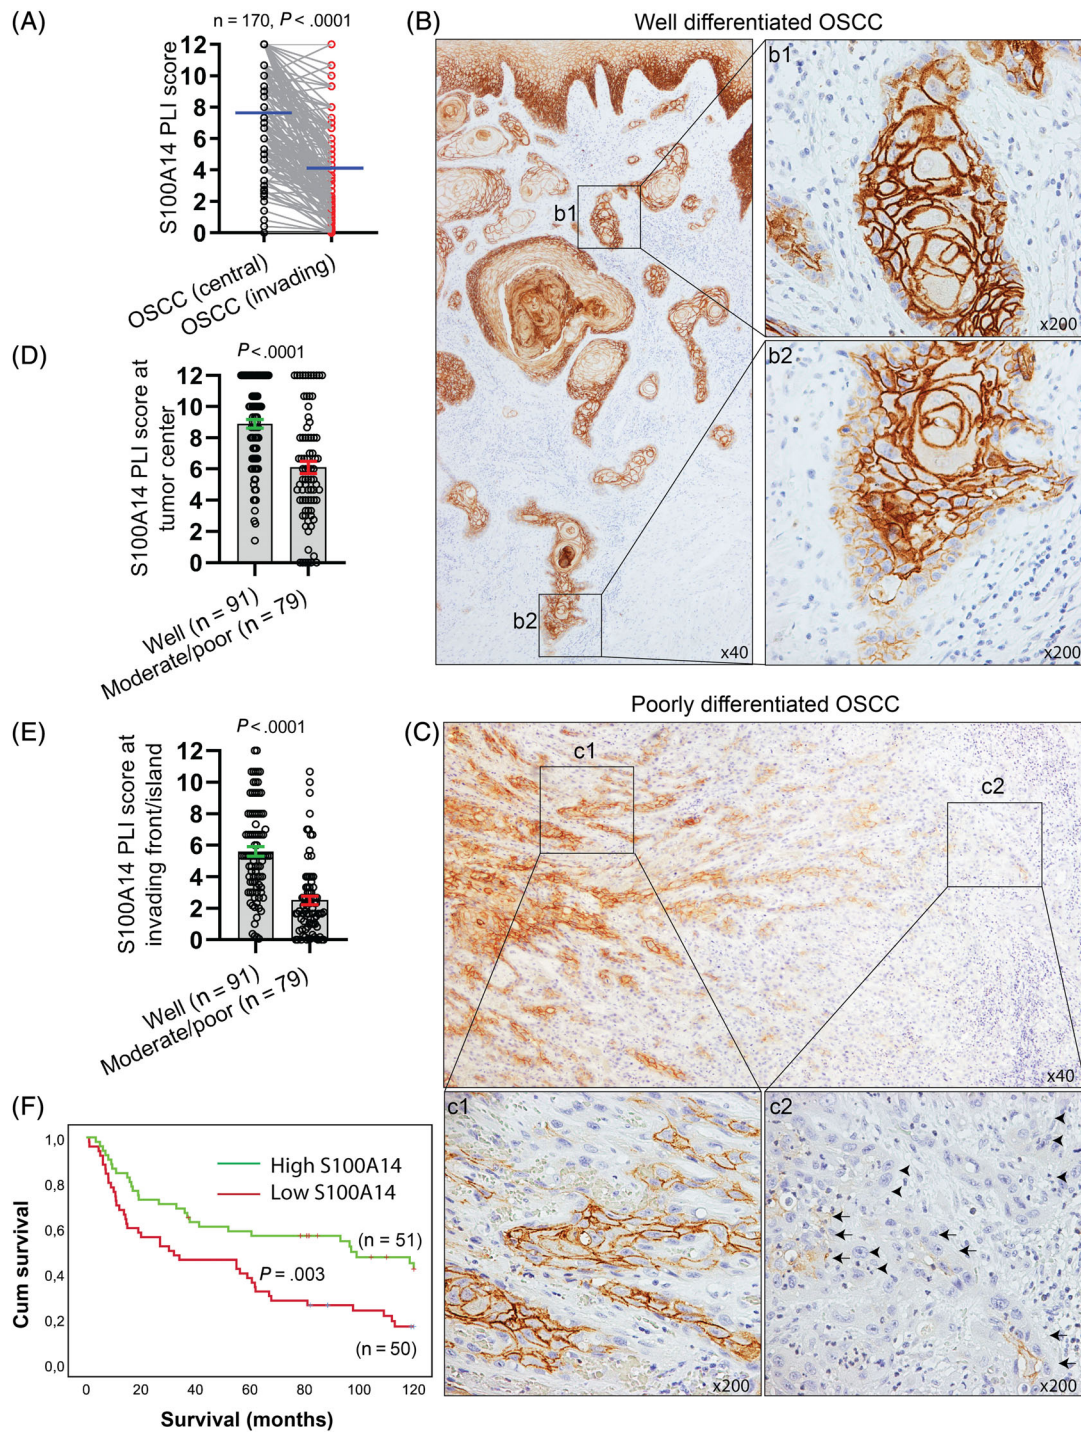 (A)
n = 170, P < .0001
S100A14 PLI score
12
10
8
6
4
2
0
OSCC (central)
OSCC (invading)
(B)
Well differentiated OSCC
b1
b2
x40
b1
x200
b2
x200
(D)
P < .0001
S100A14 PLI score at
tumor center
12
10
8
6
4
2
0
Well (n = 91)
Moderate/poor (n = 79)
(E)
P < .0001
S100A14 PLI score at
invading front/island
12
10
8
6
4
2
0
Well (n = 91)
Moderate/poor (n = 79)
(C)
Poorly differentiated OSCC
c1
c2
x40
c1
x200
c2
x200
(F)
Cum survival
1,0
0,8
0,6
0,4
0,2
0,0
High S100A14
Low S100A14
(n = 51)
P = .003
(n = 50)
0
20
40
60
80
100
120
Survival (months)